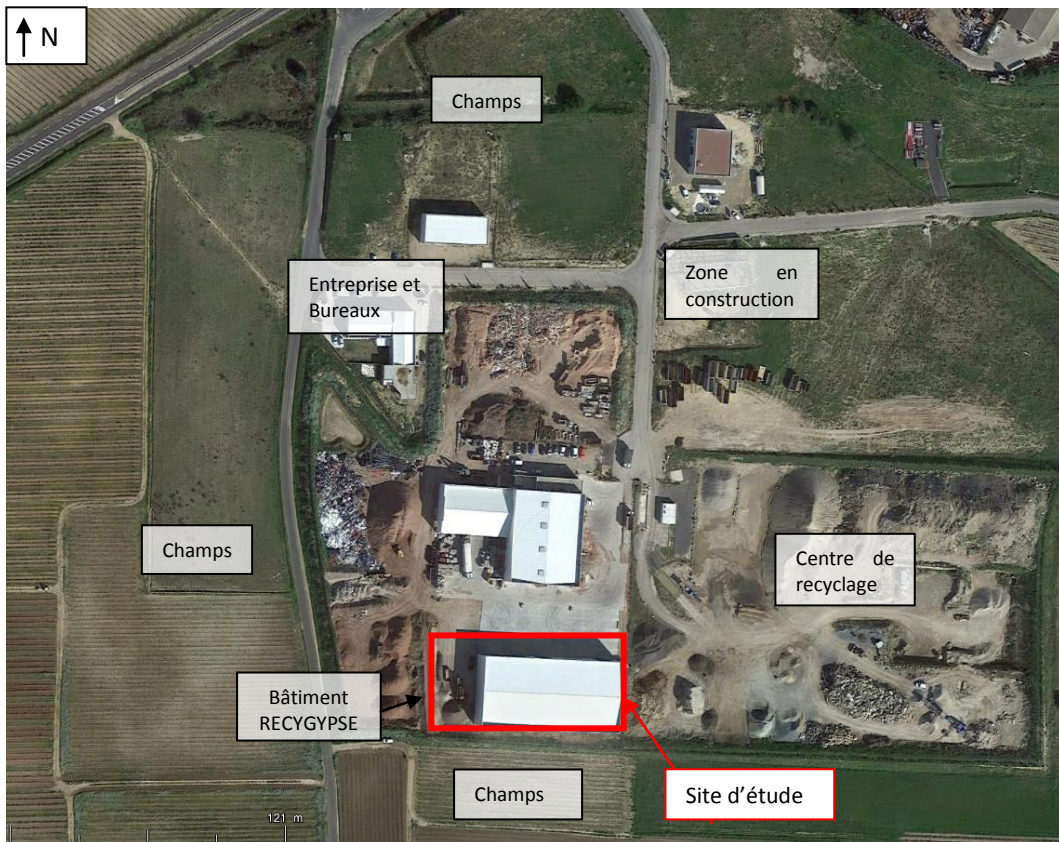 N
Champs
Entreprise et
Bureaux
Zone en
construction
Champs
Centre de
recyclage
Bâtiment
RECYGYPSE
Champs
Site d'étude
121 m